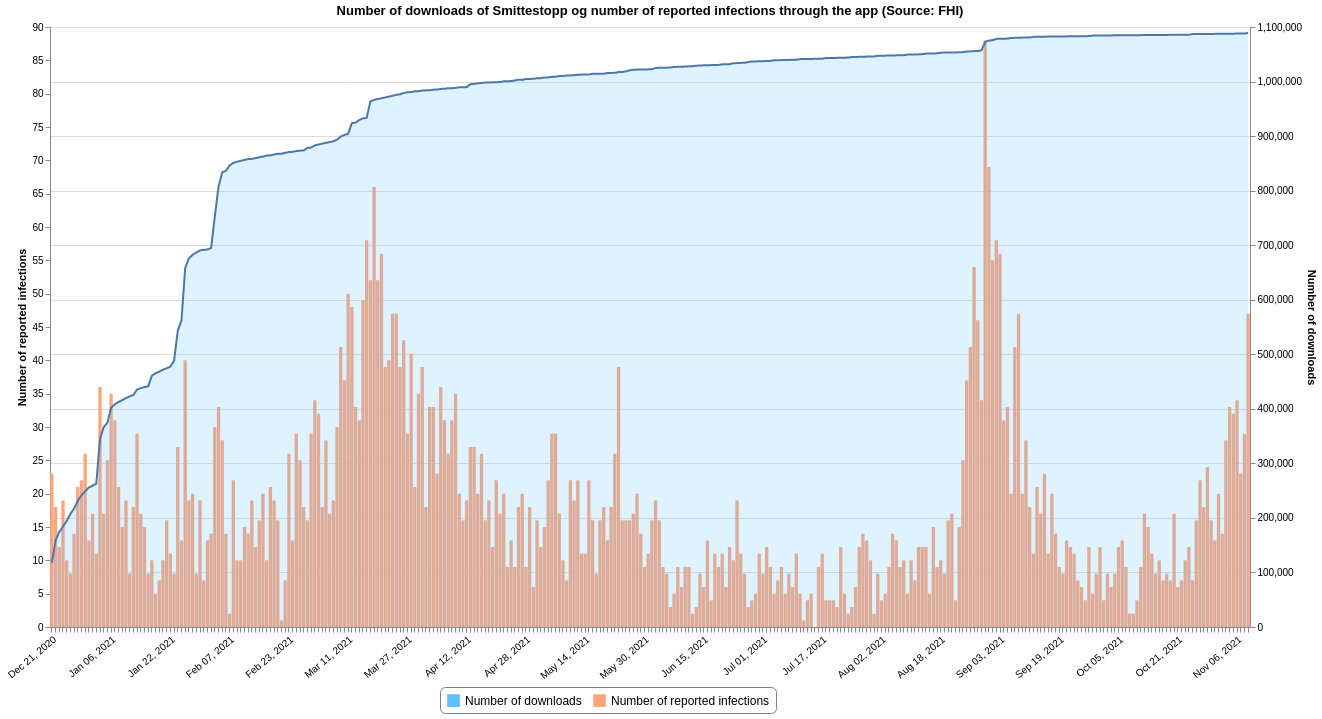 Number of downloads of Smittestopp og number of reported infections through the app (Source: FHI)
90
85
80
75
70
65
60
55
50
45
40
35
30
25
20
15
10
5
0
Number of reported infections
1,100,000
1,000,000
900,000
800,000
700,000
600,000
500,000
400,000
300,000
200,000
100,000
0
Number of downloads
Dec 21, 2020
Jan 06, 2021
Jan 22, 2021
Feb 07, 2021
Feb 23, 2021
Mar 11, 2021
Mar 27, 2021
Apr 12, 2021
Apr 28, 2021
May 14, 2021
May 30, 2021
Jun 15, 2021
Jul 01, 2021
Jul 17, 2021
Aug 02, 2021
Aug 18, 2021
Sep 03, 2021
Sep 19, 2021
Oct 05, 2021
Oct 21, 2021
Nov 06, 2021
Number of downloads
Number of reported infections